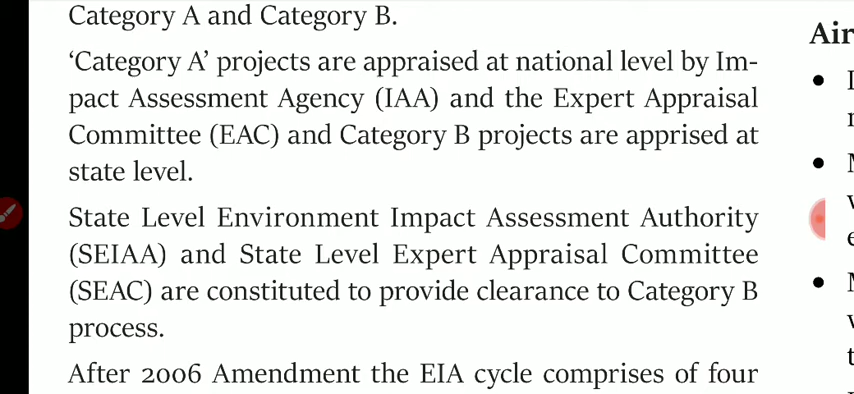 Category A and Category B.
‘Category A’ projects are appraised at national level by Im-
pact Assessment Agency (IAA) and the Expert Appraisal
Committee (EAC) and Category B projects are apprised at
state level.
State Level Environment Impact Assessment Authority
(SEIAA) and State Level Expert Appraisal Committee
(SEAC) are constituted to provide clearance to Category B
process.
After 2006 Amendment the EIA cycle comprises of four
Air